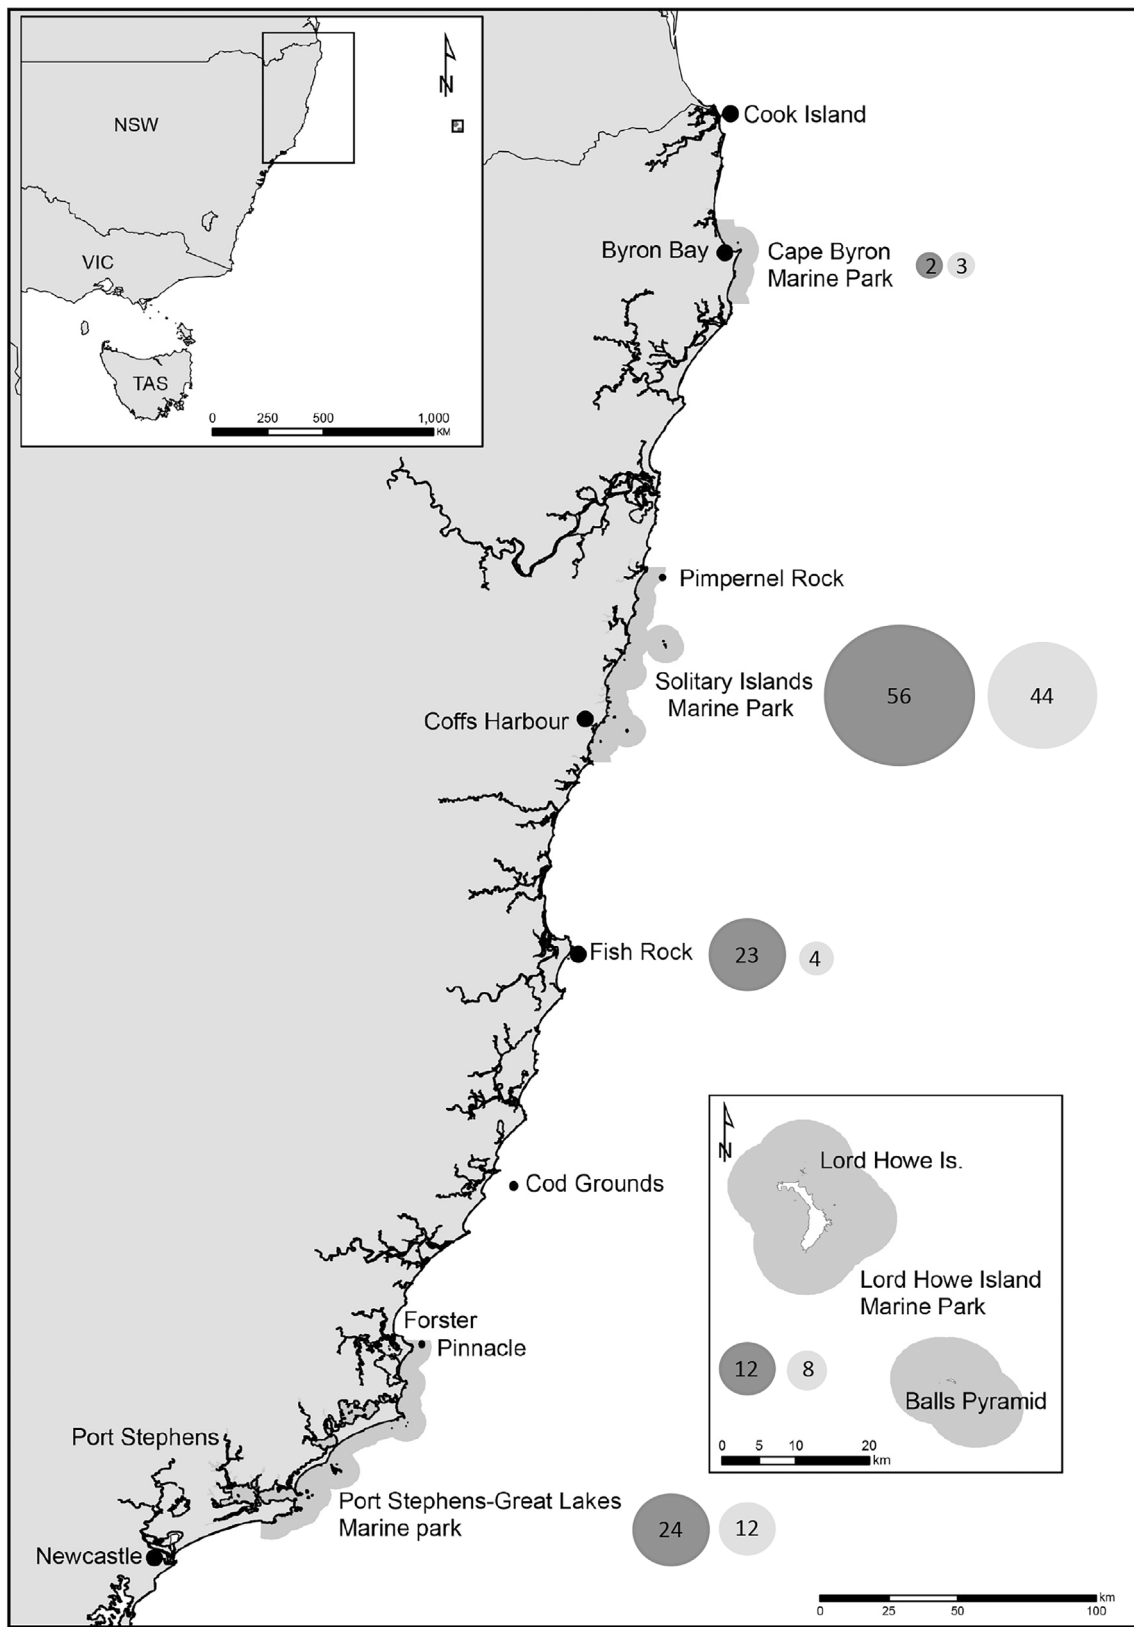 NSW
N
VIC
TAS
0 250 500 1,000
KM
Cook Island
Byron Bay
Cape Byron
Marine Park
2 3
Pimpernel Rock
Solitary Islands
Marine Park
56 44
Coffs Harbour
Fish Rock
23 4
Cod Grounds
N
Lord Howe Is.
Lord Howe Island
Marine Park
12 8
Balls Pyramid
0 5 10 20
km
Forster
Pinnacle
Port Stephens
Port Stephens-Great Lakes
Marine park
24 12
Newcastle
km
0 25 50 100